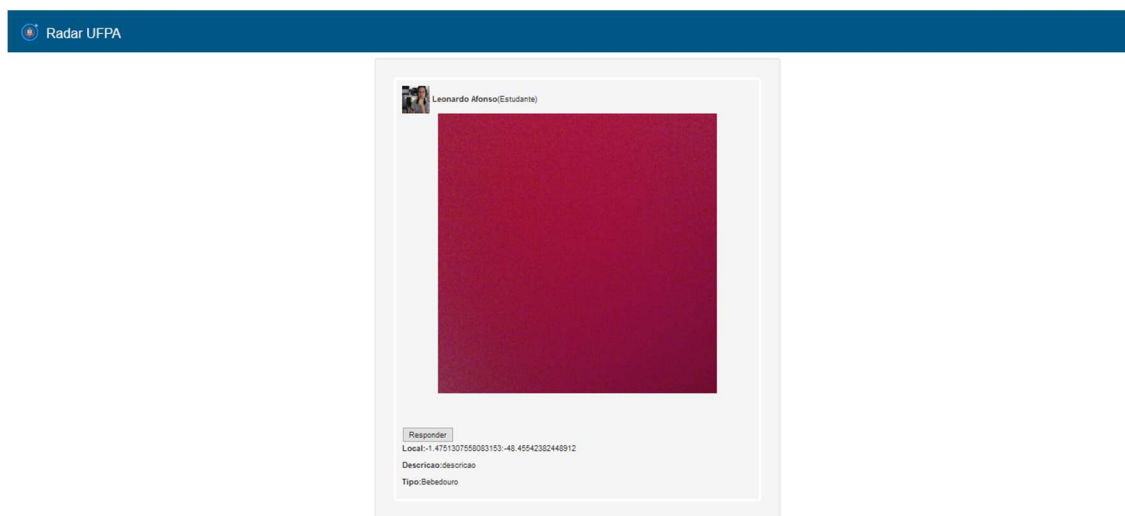 Radar UFPA
Leonardo Afonso(Estudante)
Responder
Local:-1.4751307558083153:-48.45542382448912
Descricao:descricao
Tipo:Bebedouro